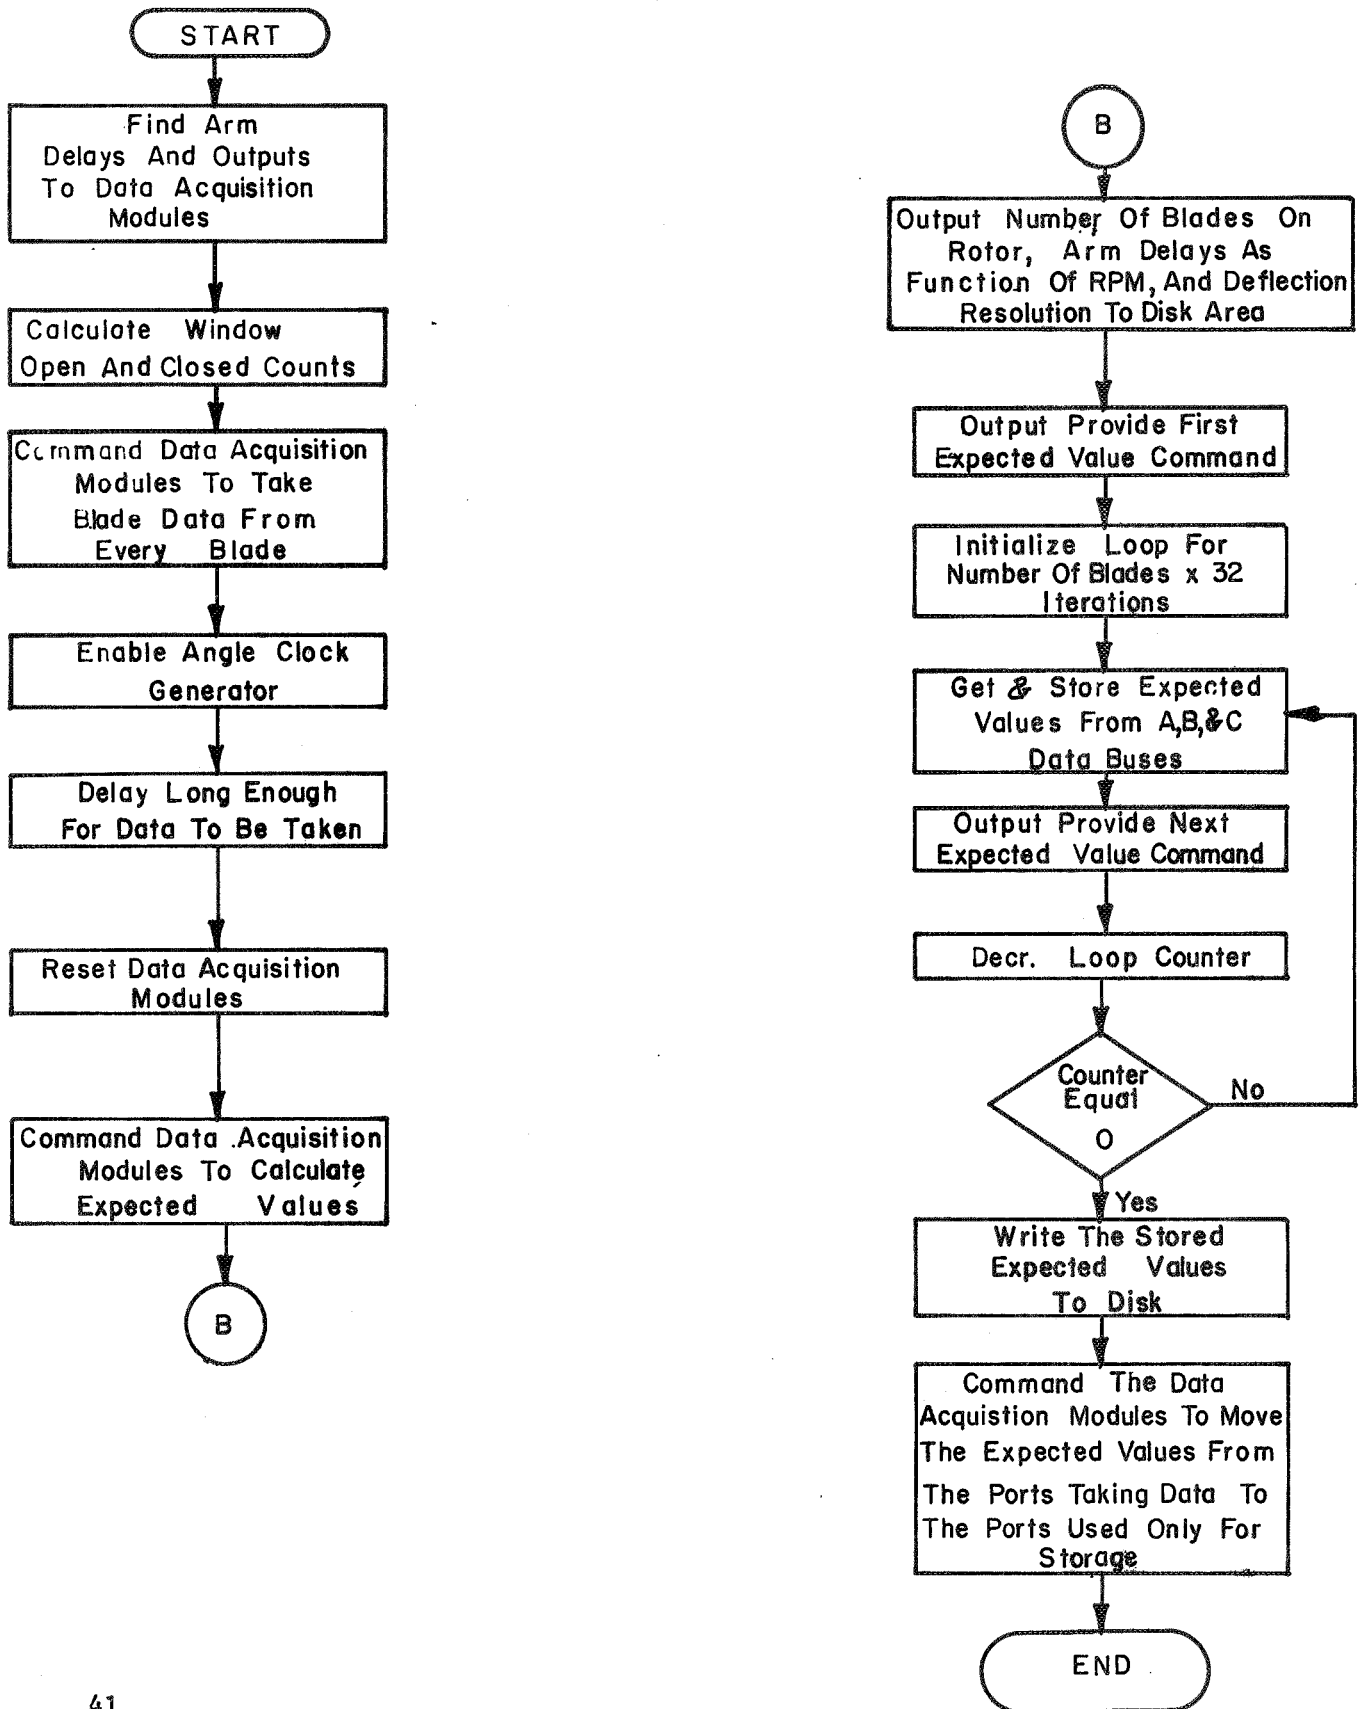 START
Find Arm
Delays And Outputs
To Data Acquisition
Modules
Calculate Window
Open And Closed Counts
Command Data Acquisition
Modules To Take
Blade Data From
Every Blade
Enable Angle Clock
Generator
Delay Long Enough
For Data To Be Taken
Reset Data Acquisition
Modules
Command Data Acquisition
Modules To Calculate
Expected Values
B
B
Output Number Of Blades On
Rotor, Arm Delays As
Function Of RPM, And Deflection
Resolution To Disk Area
Output Provide First
Expected Value Command
Initialize Loop For
Number Of Blades x 32
Iterations
Get & Store Expected
Values From A,B,&C
Data Buses
Output Provide Next
Expected Value Command
Decr. Loop Counter
Counter
Equal
O
No
Yes
Write The Stored
Expected Values
To Disk
Command The Data
Acquistion Modules To Move
The Expected Values From
The Ports Taking Data To
The Ports Used Only For
Storage
END
41